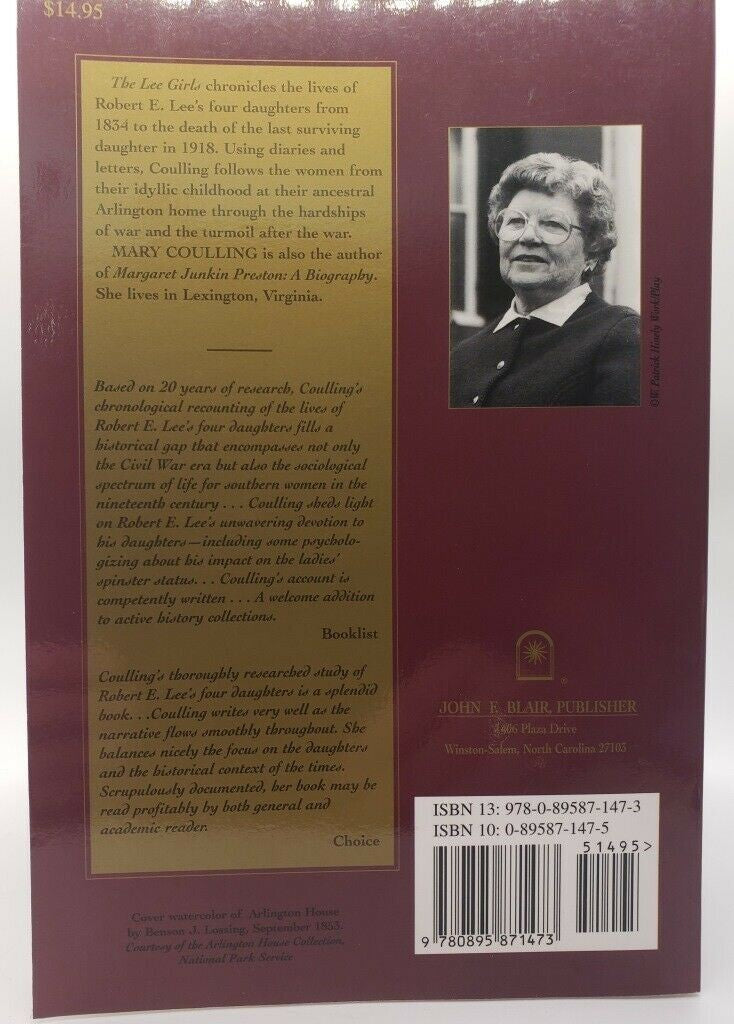 $14.95
The Lee Girls chronicles the lives of
Robert E. Lee's four daughters from
1834 to the death of the last surviving
daughter in 1918. Using diaries and
letters, Coulling follows the women from
their idyllic childhood at their ancestral
Arlington home through the hardships
of war and the turmoil after the war.
MARY COULLING is also the author
of Margaret Junkin Preston: A Biography.
She lives in Lexington, Virginia.
Based on 20 years of research, Coulling's
chronological recounting of the lives of
Robert E. Lee's four daughters fills a
historical gap that encompasses not only
the Civil War era but also the sociological
spectrum of life for southern women in the
nineteenth century . . . Coulling sheds light
on Robert E. Lee's unwavering devotion to
his daughters—including some psycholo-
gizing about his impact on the ladies'
spinster status. . . Coulling's account is
competently written . . . A welcome addition
to active history collections.
Booklist
Coulling's thoroughly researched study of
Robert E. Lee's four daughters is a splendid
book. . .Coulling writes very well as the
narrative flows smoothly throughout. She
balances nicely the focus on the daughters
and the historical context of the times.
Scrupulously documented, her book may be
read profitably by both general and
academic reader.
Choice
Cover watercolor of Arlington House
by Benson J. Lossing, September 1853.
Courtesy of the Arlington House Collection,
National Park Service
©W. Patrick Hinely Work/Play
®
JOHN F. BLAIR, PUBLISHER
1406 Plaza Drive
Winston-Salem, North Carolina 27103
ISBN 13: 978-0-89587-147-3
ISBN 10: 0-89587-147-5
51495>
9 780895 871473